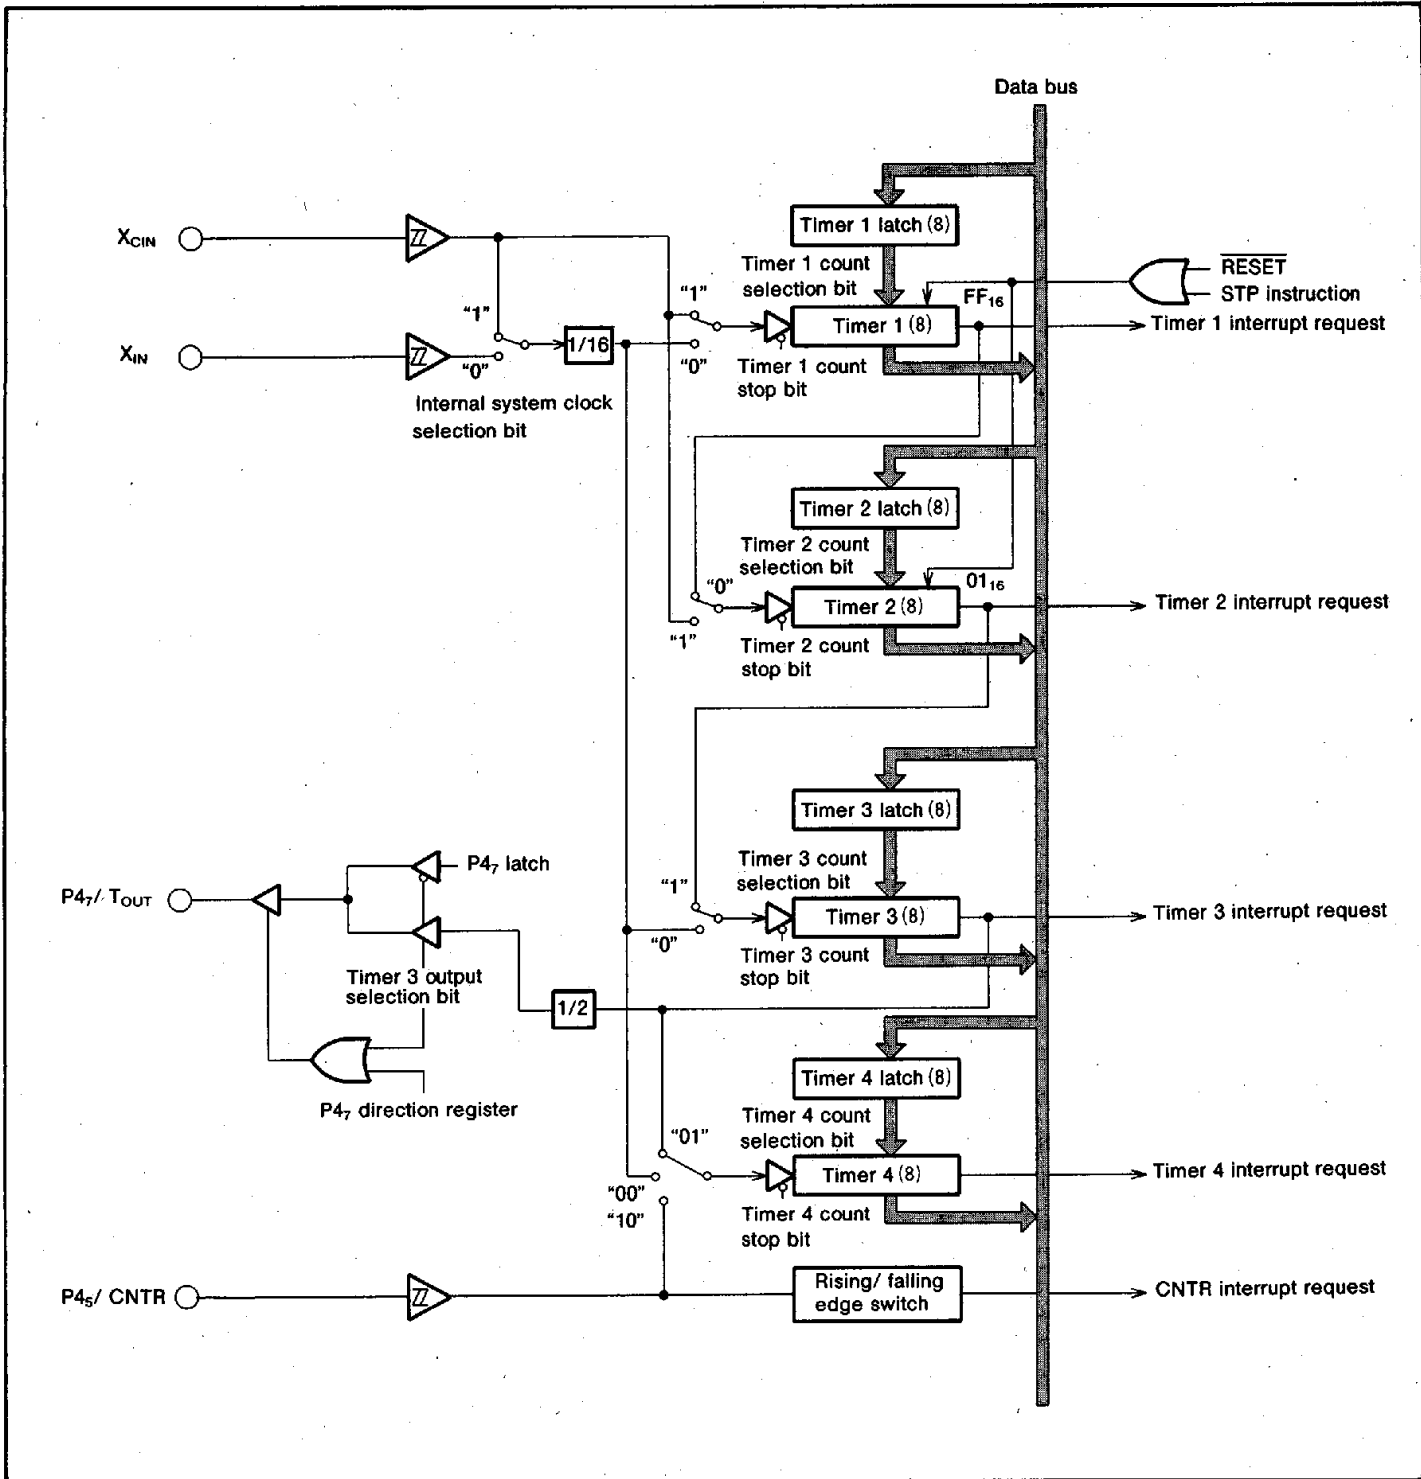 Data bus
XCIN
Timer 1 latch (8)
Timer 1 count
selection bit
RESET
STP instruction
"1"
FF16
"1"
Timer 1 (8)
Timer 1 interrupt request
XIN
1/16
"0"
"0"
Timer 1 count
stop bit
Internal system clock
selection bit
Timer 2 latch (8)
Timer 2 count
selection bit
"0"
0116
Timer 2 (8)
Timer 2 interrupt request
"1"
Timer 2 count
stop bit
Timer 3 latch (8)
P47 latch
Timer 3 count
selection bit
"1"
P47/ TOUT
Timer 3 (8)
Timer 3 interrupt request
"0"
Timer 3 count
stop bit
Timer 3 output
selection bit
1/2
Timer 4 latch (8)
P47 direction register
Timer 4 count
selection bit
"01"
Timer 4 (8)
Timer 4 interrupt request
"00"
"10"
Timer 4 count
stop bit
P45/ CNTR
Rising/ falling
edge switch
CNTR interrupt request